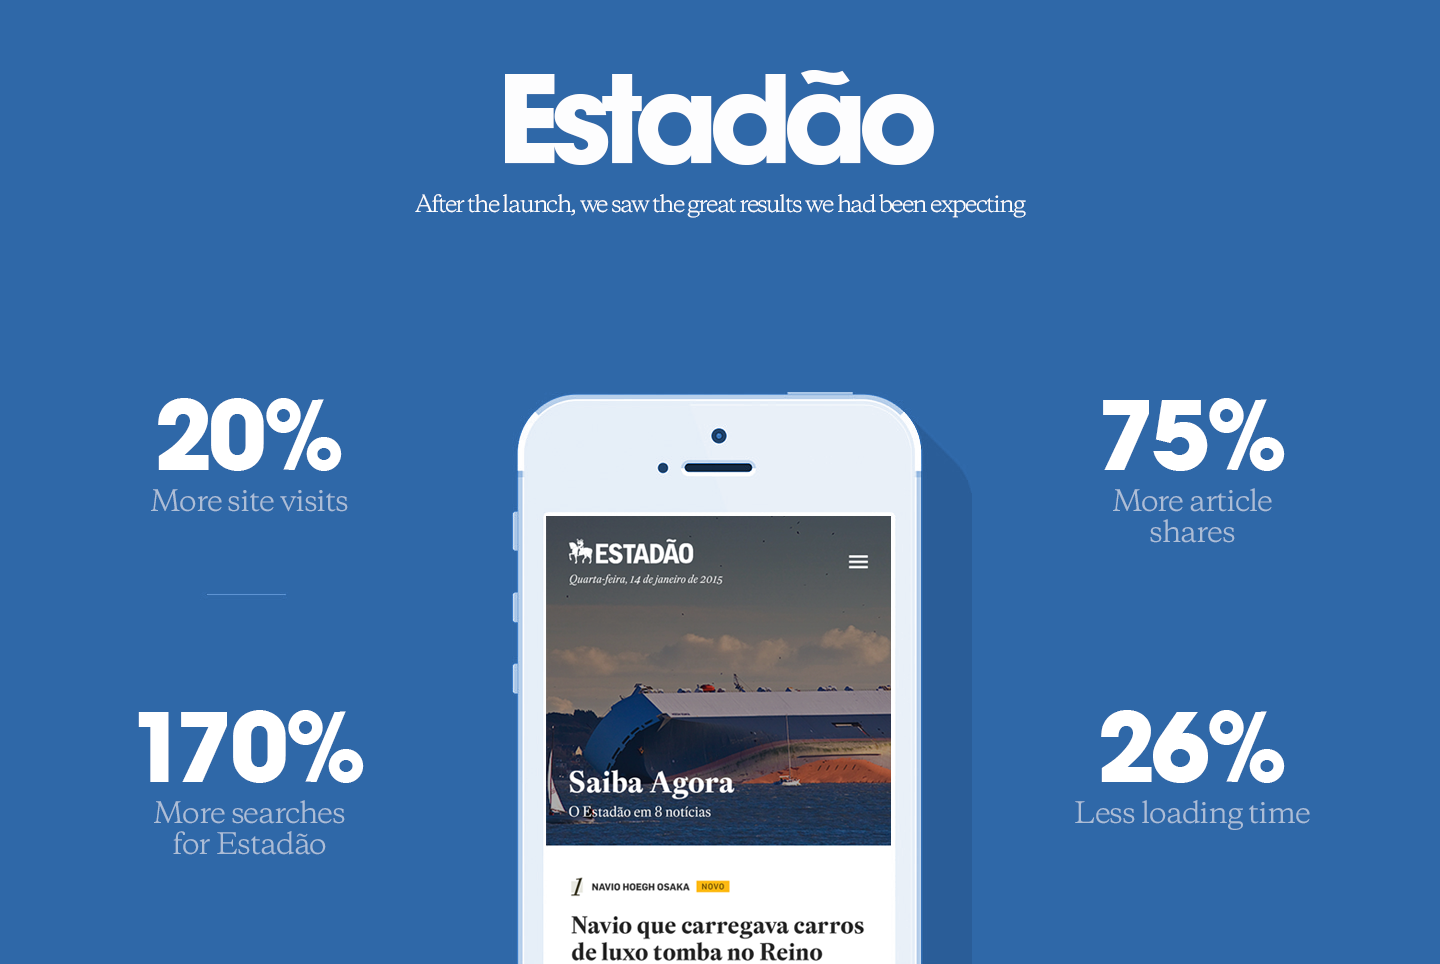 Estadão
After the launch, we saw the great results we had been expecting
20%
More site visits
170%
More searches
for Estadão
ESTADÃO
Quarta-feira, 14 de janeiro de 2015
Saiba Agora
O Estadão em 8 notícias
1 NAVIO HOEGH OSAKA NOVO
Navio que carregava carros
de luxo tomba no Reino
75%
More article
shares
26%
Less loading time